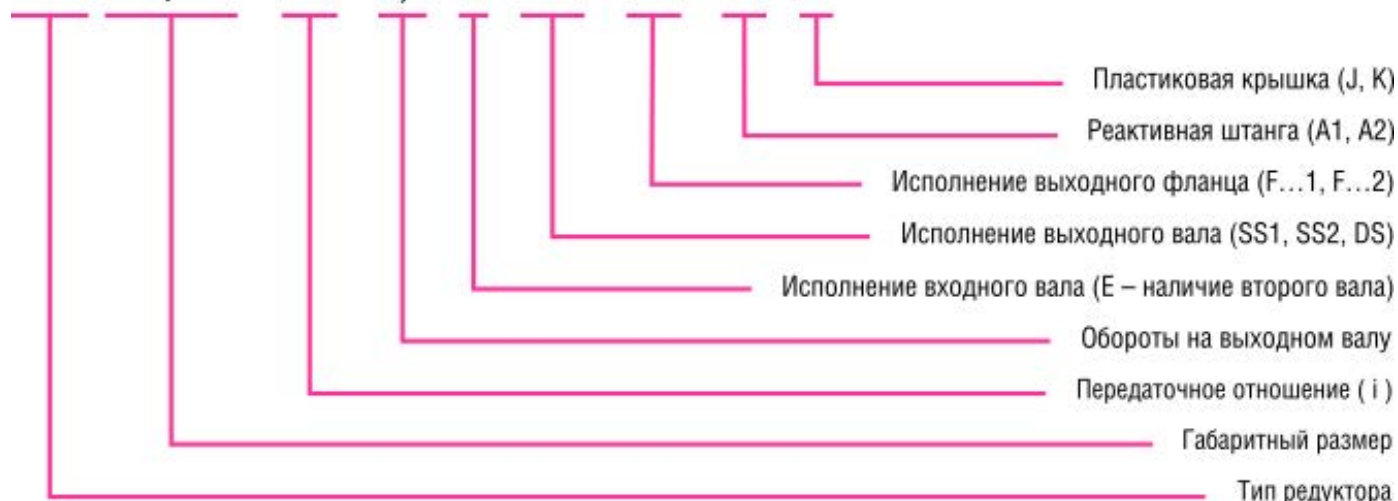 Пластиковая крышка (J, K)
Реактивная штанга (A1, A2)
Исполнение выходного фланца (F…1, F…2)
Исполнение выходного вала (SS1, SS2, DS)
Исполнение входного вала (E – наличие второго вала)
Обороты на выходном валу
Передаточное отношение ( i )
Габаритный размер
Тип редуктора